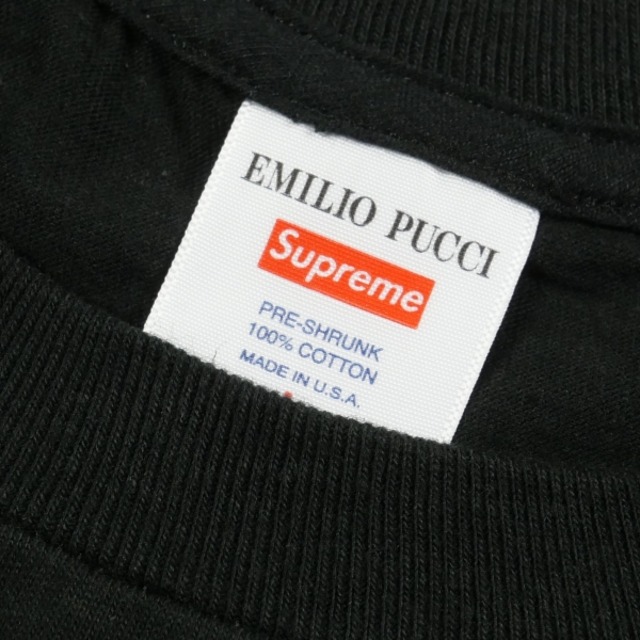 EMILIO PUCCI
Supreme
PRE-SHRUNK
100% COTTON
MADE IN U.S.A.